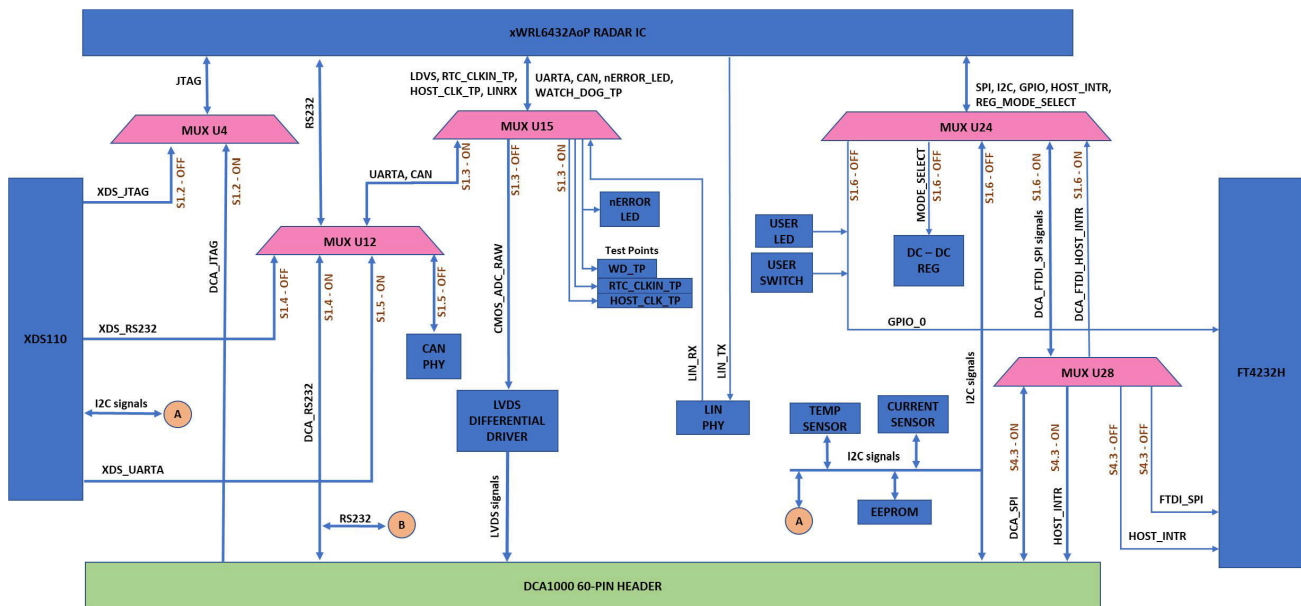 xWRL6432AoP RADAR IC
JTAG
RS232
LDVS, RTC_CLKIN_TP,
HOST_CLK_TP, LINRX
UARTA, CAN, nERROR_LED,
WATCH_DOG_TP
SPI, I2C, GPIO, HOST_INTR,
REG_MODE_SELECT
MUX U4
MUX U15
MUX U24
S1.2 - OFF
S1.2 - ON
S1.3 - ON
S1.3 - OFF
S1.3 - ON
S1.6 - OFF
MODE_SELECT
S1.6 - OFF
S1.6 - OFF
S1.6 - ON
S1.6 - ON
UARTA, CAN
XDS_JTAG
nERROR
LED
USER
LED
USER
SWITCH
DC – DC
REG
DCA_FTDI_SPI signals
DCA_FTDI_HOST_INTR
MUX U12
Test Points
WD_TP
RTC_CLKIN_TP
HOST_CLK_TP
DCA_JTAG
S1.4 - OFF
S1.4 - ON
S1.5 - ON
S1.5 - OFF
CMOS_ADC_RAW
XDS_RS232
XDS110
GPIO_0
FT4232H
CAN
PHY
LIN_RX
LIN_TX
I2C signals
MUX U28
I2C signals
A
DCA_RS232
LVDS
DIFFERENTIAL
DRIVER
LIN
PHY
TEMP
SENSOR
CURRENT
SENSOR
S4.3 - ON
S4.3 - ON
S4.3 - OFF
S4.3 - OFF
I2C signals
XDS_UARTA
RS232
B
LVDS signals
A
EEPROM
DCA_SPI
HOST_INTR
FTDI_SPI
HOST_INTR
DCA1000 60-PIN HEADER